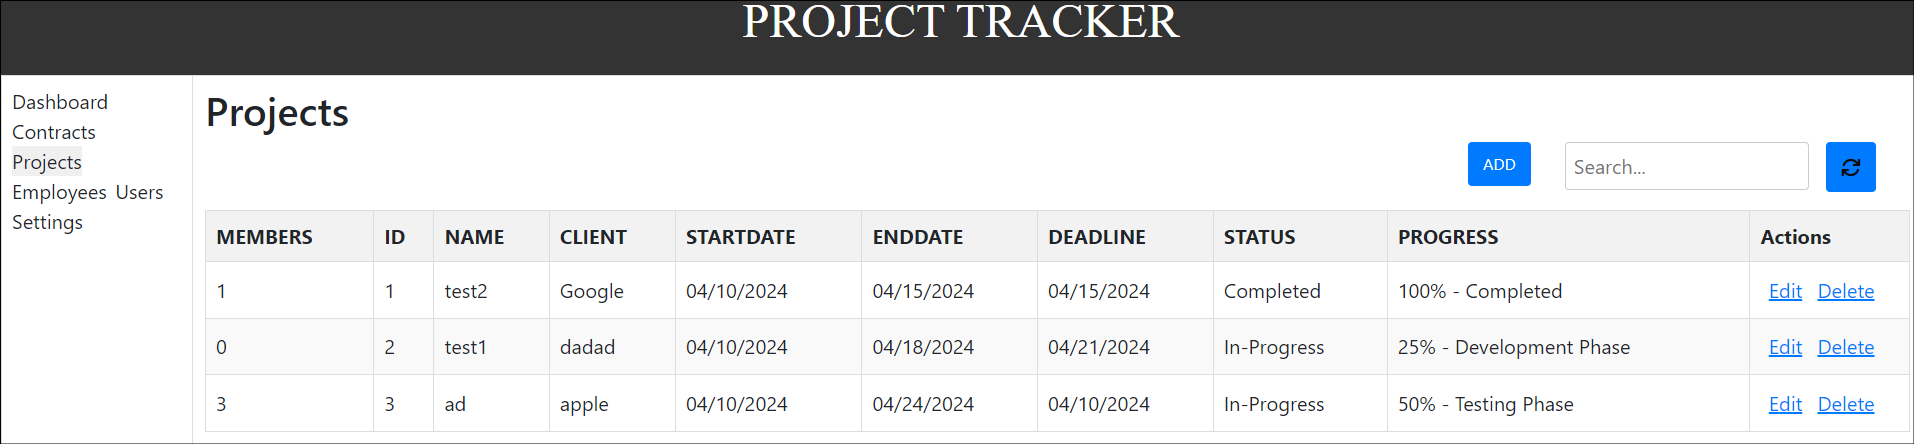 PROJECT TRACKER
Dashboard
Contracts
Projects
Employees Users
Settings
Projects
ADD Search...
MEMBERS ID NAME CLIENT STARTDATE ENDDATE DEADLINE STATUS PROGRESS Actions
1 1 test2 Google 04/10/2024 04/15/2024 04/15/2024 Completed 100% - Completed Edit Delete
0 2 test1 dadad 04/10/2024 04/18/2024 04/21/2024 In-Progress 25% - Development Phase Edit Delete
3 3 ad apple 04/10/2024 04/24/2024 04/10/2024 In-Progress 50% - Testing Phase Edit Delete